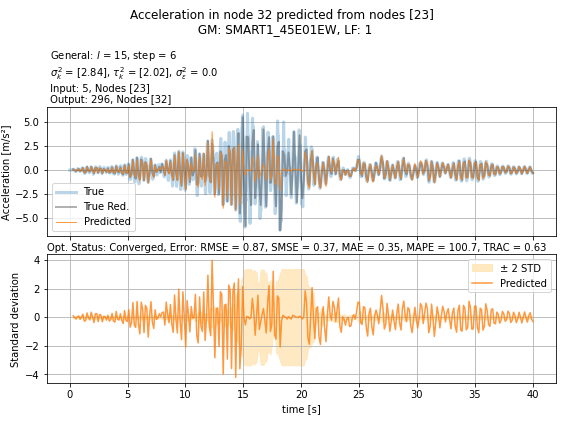 Acceleration in node 32 predicted from nodes [23]
GM: SMART1_45E01EW, LF: 1
General: l = 15, step = 6
σ²ₖ = [2.84], τ²ₖ = [2.02], σ²ε = 0.0
Input: 5, Nodes [23]
Output: 296, Nodes [32]
Acceleration [m/s²]
5.0
2.5
0.0
−2.5
−5.0
True
True Red.
Predicted
Opt. Status: Converged, Error: RMSE = 0.87, SMSE = 0.37, MAE = 0.35, MAPE = 100.7, TRAC = 0.63
Standard deviation
4
2
0
−2
−4
± 2 STD
Predicted
0 5 10 15 20 25 30 35 40
time [s]